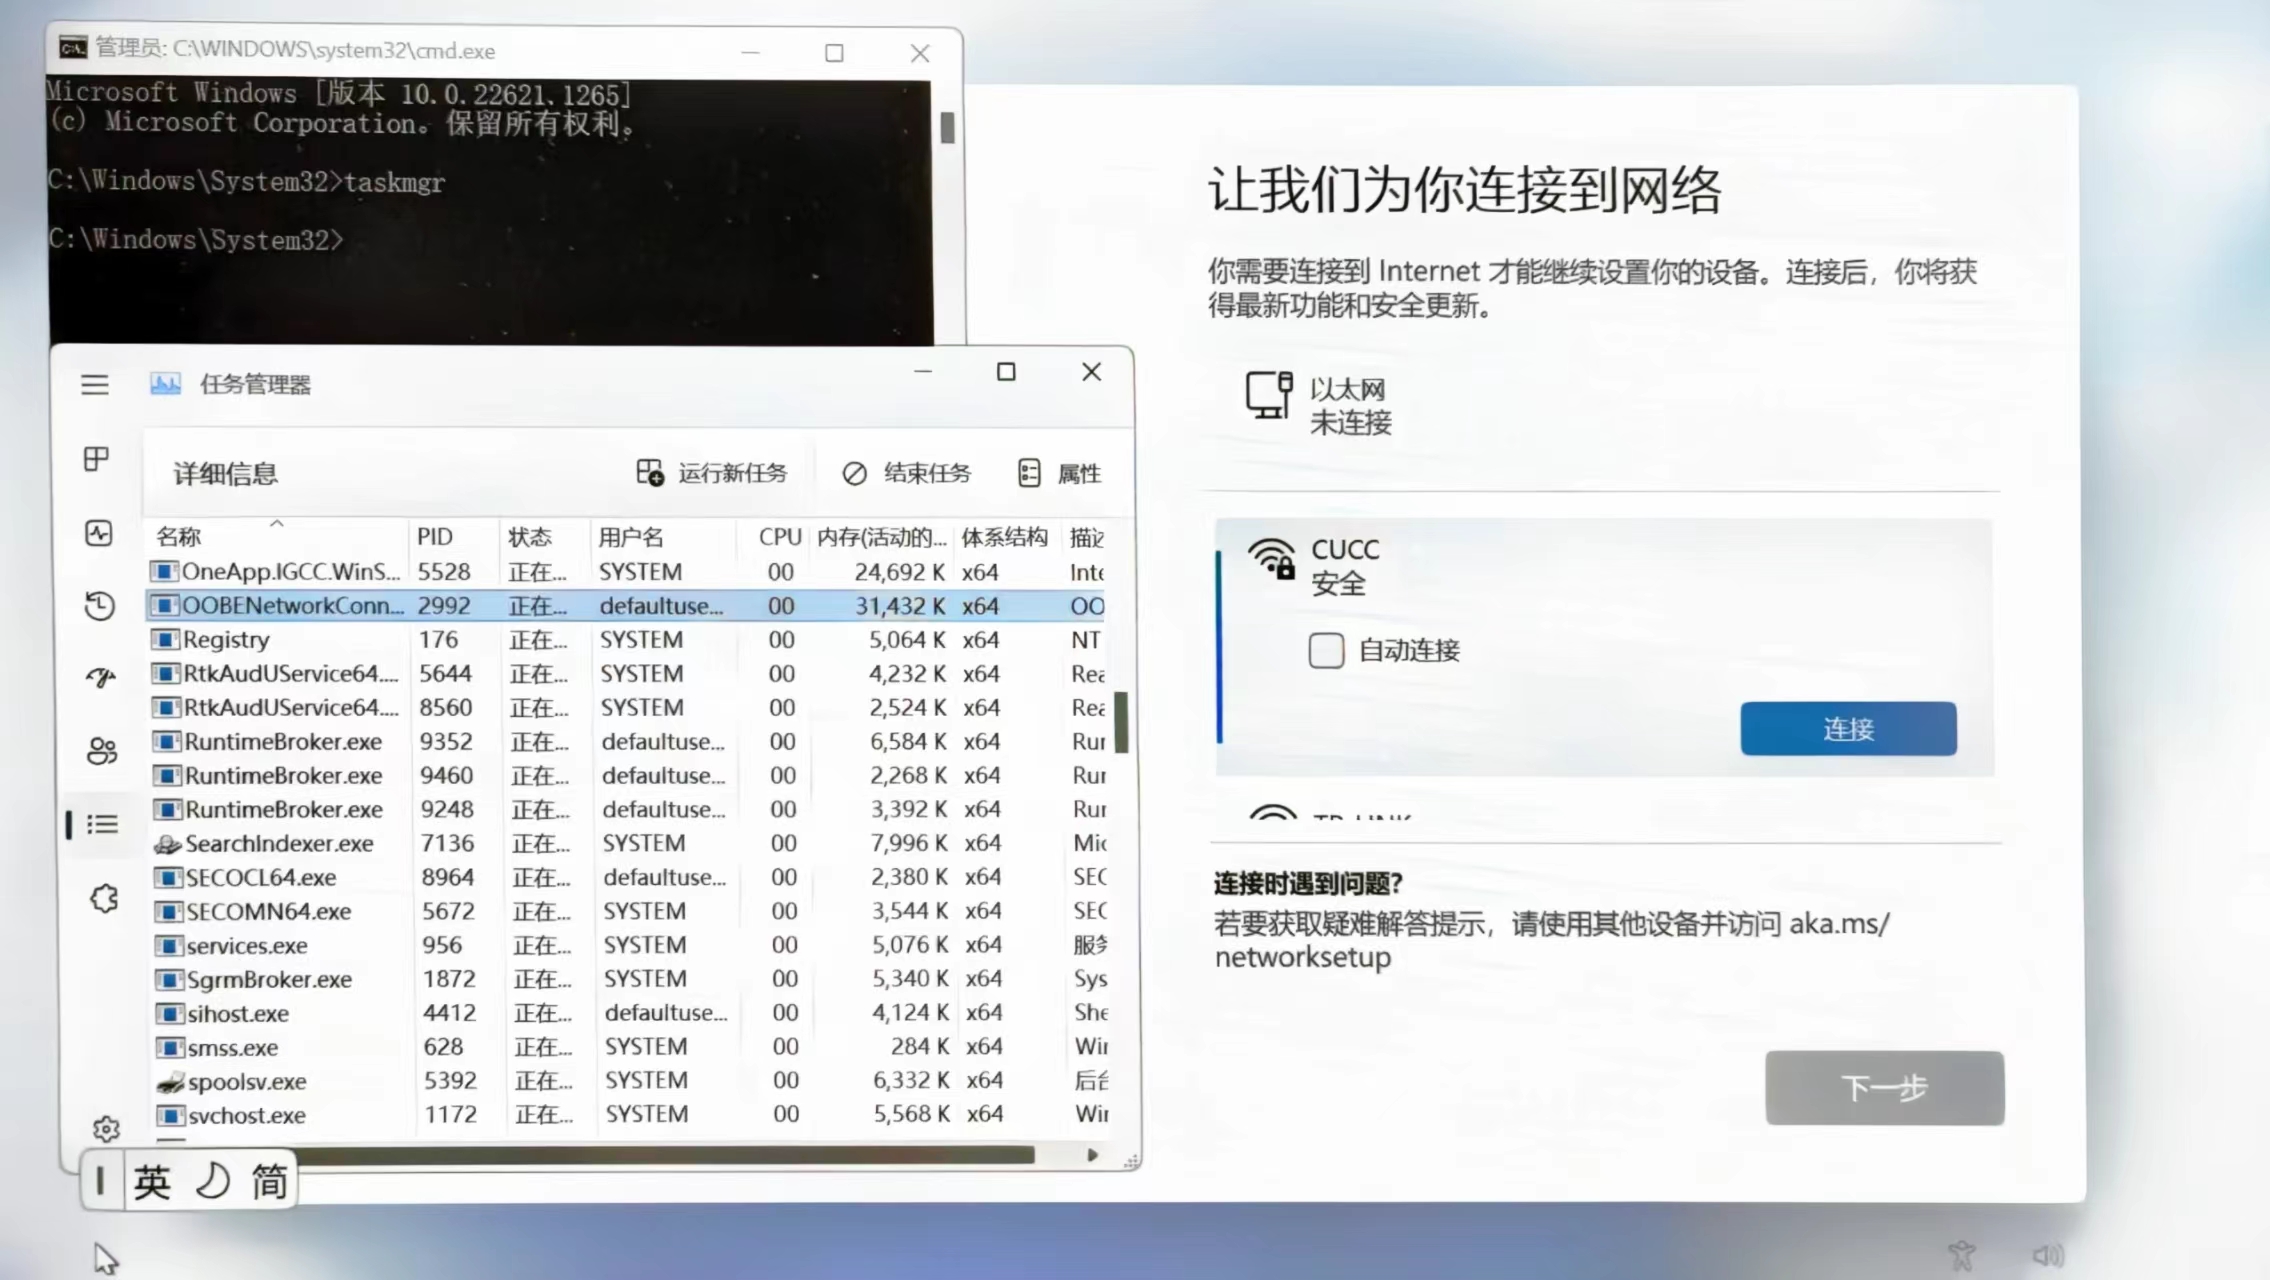 管理员: C:\WINDOWS\system32\cmd.exe
Microsoft Windows [版本 10.0.22621.1265]
(c) Microsoft Corporation。保留所有权利。
C:\Windows\System32>taskmgr
C:\Windows\System32>
任务管理器
详细信息 运行新任务 结束任务 属性
名称 PID 状态 用户名 CPU 内存(活动的... 体系结构 描述
OneApp.IGCC.WinS... 5528 正在... SYSTEM 00 24,692 K x64 Inte
OOBENetworkConn... 2992 正在... defaultuse... 00 31,432 K x64 OO
Registry 176 正在... SYSTEM 00 5,064 K x64 NT
RtkAudUService64.... 5644 正在... SYSTEM 00 4,232 K x64 Rea
RtkAudUService64.... 8560 正在... SYSTEM 00 2,524 K x64 Rea
RuntimeBroker.exe 9352 正在... defaultuse... 00 6,584 K x64 Run
RuntimeBroker.exe 9460 正在... defaultuse... 00 2,268 K x64 Run
RuntimeBroker.exe 9248 正在... defaultuse... 00 3,392 K x64 Run
SearchIndexer.exe 7136 正在... SYSTEM 00 7,996 K x64 Mic
SECOCL64.exe 8964 正在... defaultuse... 00 2,380 K x64 SEC
SECOMN64.exe 5672 正在... SYSTEM 00 3,544 K x64 SEC
services.exe 956 正在... SYSTEM 00 5,076 K x64 服务
SgrmBroker.exe 1872 正在... SYSTEM 00 5,340 K x64 Sys
sihost.exe 4412 正在... defaultuse... 00 4,124 K x64 She
smss.exe 628 正在... SYSTEM 00 284 K x64 Win
spoolsv.exe 5392 正在... SYSTEM 00 6,332 K x64 后台
svchost.exe 1172 正在... SYSTEM 00 5,568 K x64 Win
英 简
让我们为你连接到网络
你需要连接到 Internet 才能继续设置你的设备。连接后，你将获
得最新功能和安全更新。
以太网
未连接
CUCC
安全
自动连接
连接
TP-LINK
连接时遇到问题?
若要获取疑难解答提示，请使用其他设备并访问 aka.ms/
networksetup
下一步